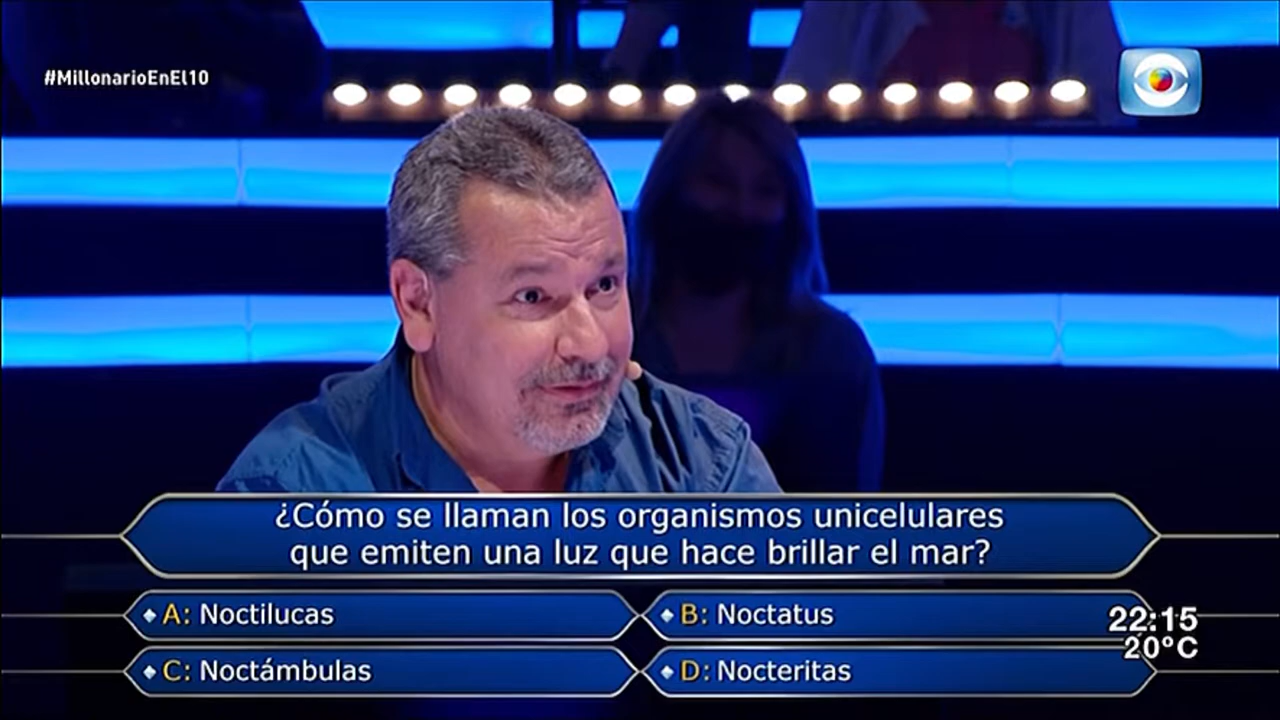 #MillonarioEnEl10
¿Cómo se llaman los organismos unicelulares
que emiten una luz que hace brillar el mar?
A: Noctilucas
B: Noctatus
C: Noctámbulas
D: Nocteritas
22:15
20ºC